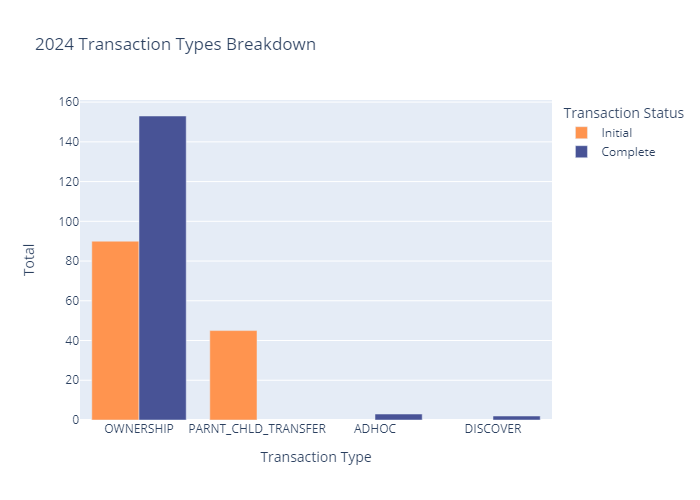 2024 Transaction Types Breakdown
Transaction Status
Initial
Complete
Total
160
140
120
100
80
60
40
20
0
OWNERSHIP PARNT_CHLD_TRANSFER ADHOC DISCOVER
Transaction Type